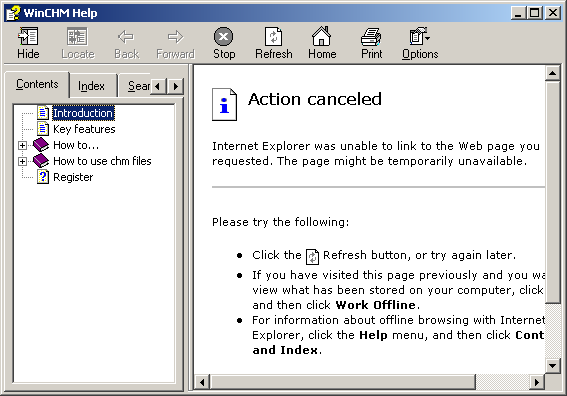 WinCHM Help
Hide Locate Back Forward Stop Refresh Home Print Options
Contents Index Sear
Introduction
Key features
How to...
How to use chm files
Register
Action canceled
Internet Explorer was unable to link to the Web page you
requested. The page might be temporarily unavailable.
Please try the following:
Click the Refresh button, or try again later.
If you have visited this page previously and you wa
view what has been stored on your computer, click
and then click Work Offline.
For information about offline browsing with Internet
Explorer, click the Help menu, and then click Cont
and Index.